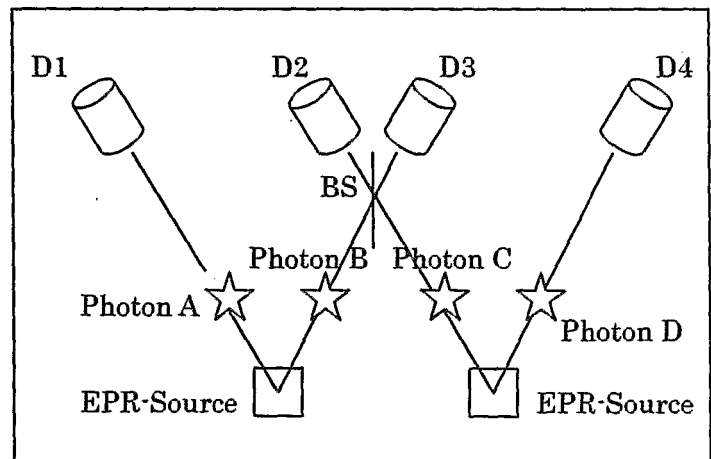 D1 D2 D3 D4
BS
Photon B Photon C
Photon A Photon D
EPR-Source EPR-Source